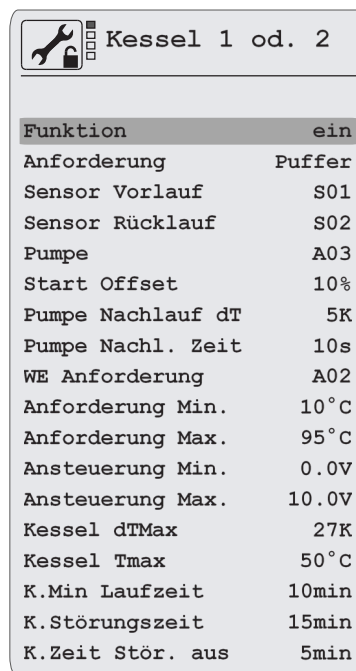 Kessel 1 od. 2
Funktion ein
Anforderung Puffer
Sensor Vorlauf S01
Sensor Rücklauf S02
Pumpe A03
Start Offset 10%
Pumpe Nachlauf dT 5K
Pumpe Nachl. Zeit 10s
WE Anforderung A02
Anforderung Min. 10°C
Anforderung Max. 95°C
Ansteuerung Min. 0.0V
Ansteuerung Max. 10.0V
Kessel dTMax 27K
Kessel Tmax 50°C
K.Min Laufzeit 10min
K.Störungszeit 15min
K.Zeit Stör. aus 5min